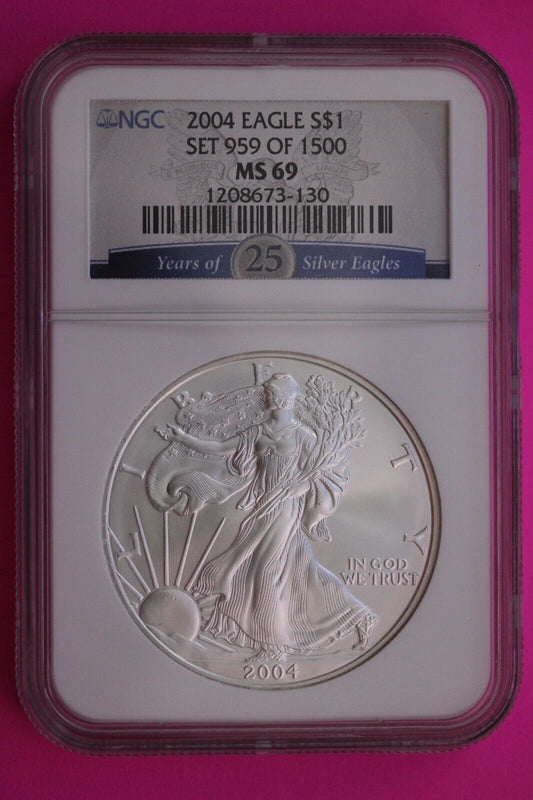 NGC 2004 EAGLE S$1
SET 959 OF 1500
MS 69
1208673-130
Years of 25 Silver Eagles
LIBERTY
IN GOD
WE TRUST
2004